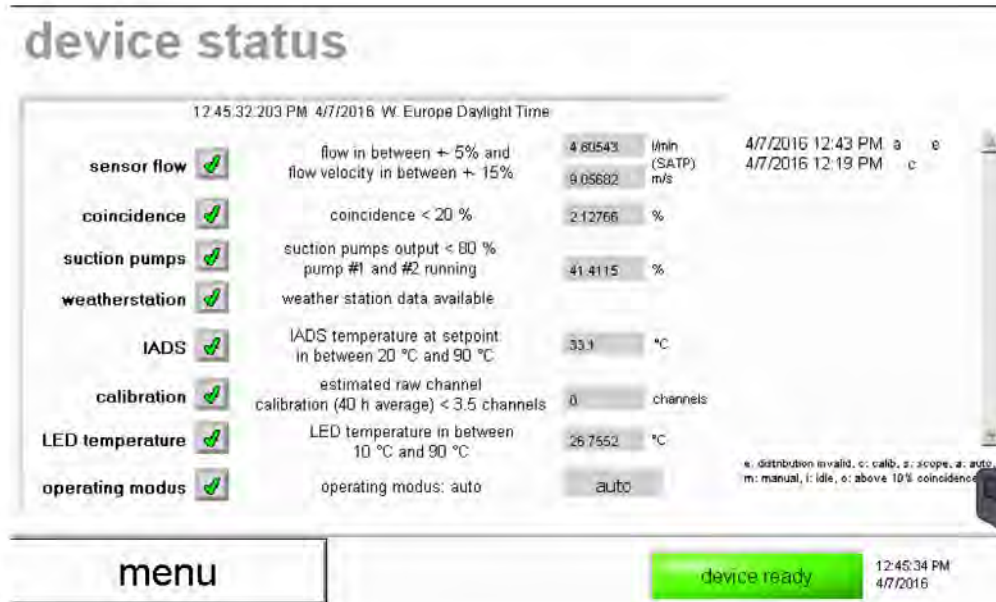 device status
12:45:32.203 PM 4/7/2016 W. Europe Daylight Time
sensor flow
flow in between +- 5% and
flow velocity in between +- 15%
4.80543 l/min
(SATP)
9.05682 m/s
coincidence
coincidence < 20 %
2.12766 %
suction pumps
suction pumps output < 80 %
pump #1 and #2 running
41.4115 %
weatherstation
weather station data available
IADS
IADS temperature at setpoint
in between 20 °C and 90 °C
33.1 °C
calibration
estimated raw channel
calibration (40 h average) < 3.5 channels
0 channels
LED temperature
LED temperature in between
10 °C and 90 °C
26.7552 °C
operating modus
operating modus: auto
auto
4/7/2016 12:43 PM a e
4/7/2016 12:19 PM c
e: distribution invalid, c: calib, s: scope, a: auto,
m: manual, i: idle, o: above 10% coincidence
menu
device ready
12:45:34 PM
4/7/2016